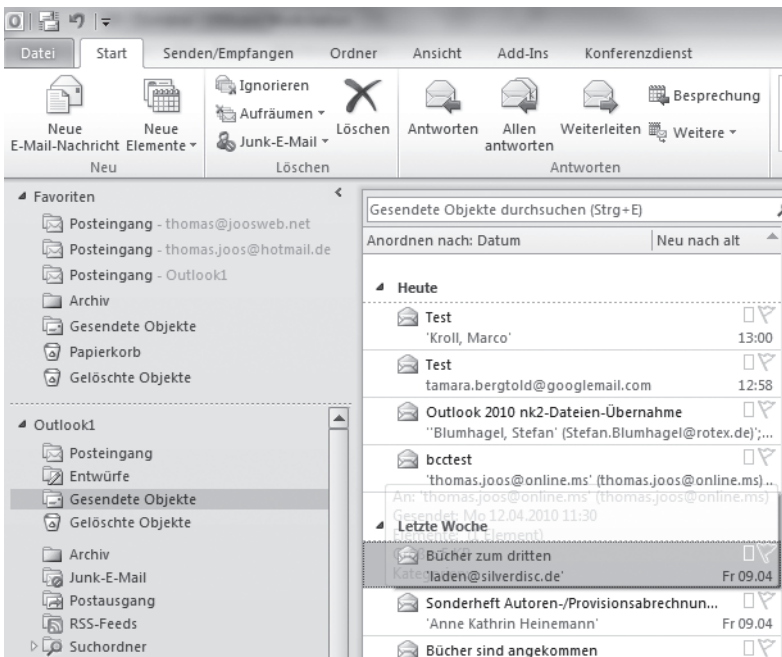 Datei Start Senden/Empfangen Ordner Ansicht Add-Ins Konferenzdienst
Neue E-Mail-Nachricht
Neue Elemente
Neu
Ignorieren
Aufräumen
Junk-E-Mail
Löschen
Löschen
Antworten
Allen antworten
Weiterleiten
Besprechung
Weitere
Antworten
Favoriten
Posteingang - thomas@joosweb.net
Posteingang - thomas.joos@hotmail.de
Posteingang - Outlook1
Archiv
Gesendete Objekte
Papierkorb
Gelöschte Objekte
Outlook1
Posteingang
Entwürfe
Gesendete Objekte
Gelöschte Objekte
Archiv
Junk-E-Mail
Postausgang
RSS-Feeds
Suchordner
Gesendete Objekte durchsuchen (Strg+E)
Anordnen nach: Datum Neu nach alt
Heute
Test
'Kroll, Marco' 13:00
Test
tamara.bergtold@googlemail.com 12:58
Outlook 2010 nk2-Dateien-Übernahme
''Blumhagel, Stefan' (Stefan.Blumhagel@rotex.de)';...
bcctest
'thomas.joos@online.ms' (thomas.joos@online.ms)..
An: 'thomas.joos@online.ms' (thomas.joos@online.ms)
Gesendet: Mo 12.04.2010 11:30
Letzte Woche
Bücher zum dritten
'laden@silverdisc.de' Fr 09.04
Sonderheft Autoren-/Provisionsabrechnun...
'Anne Kathrin Heinemann' Fr 09.04
Bücher sind angekommen